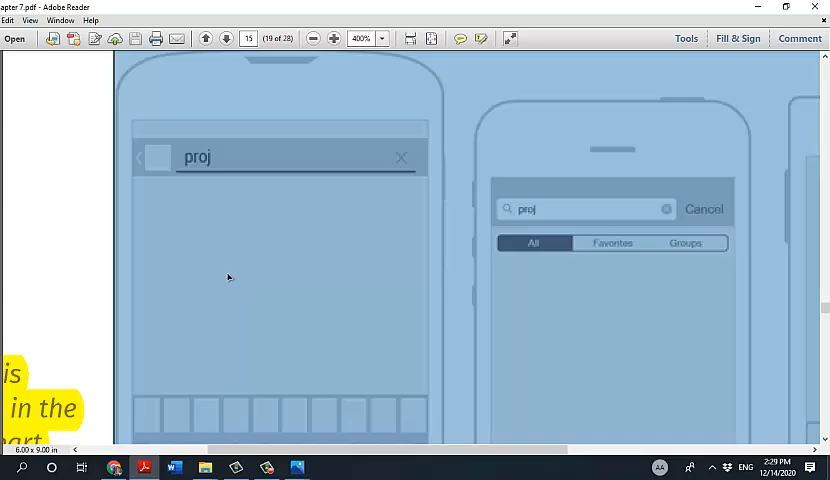 apter 7.pdf - Adobe Reader
Edit View Window Help
Open 15 (19 of 28) 400% Tools Fill & Sign Comment
proj
proj Cancel
All Favorites Groups
is
in the
part
6.00 x 9.00 in
AA ENG 2:29 PM
12/14/2020